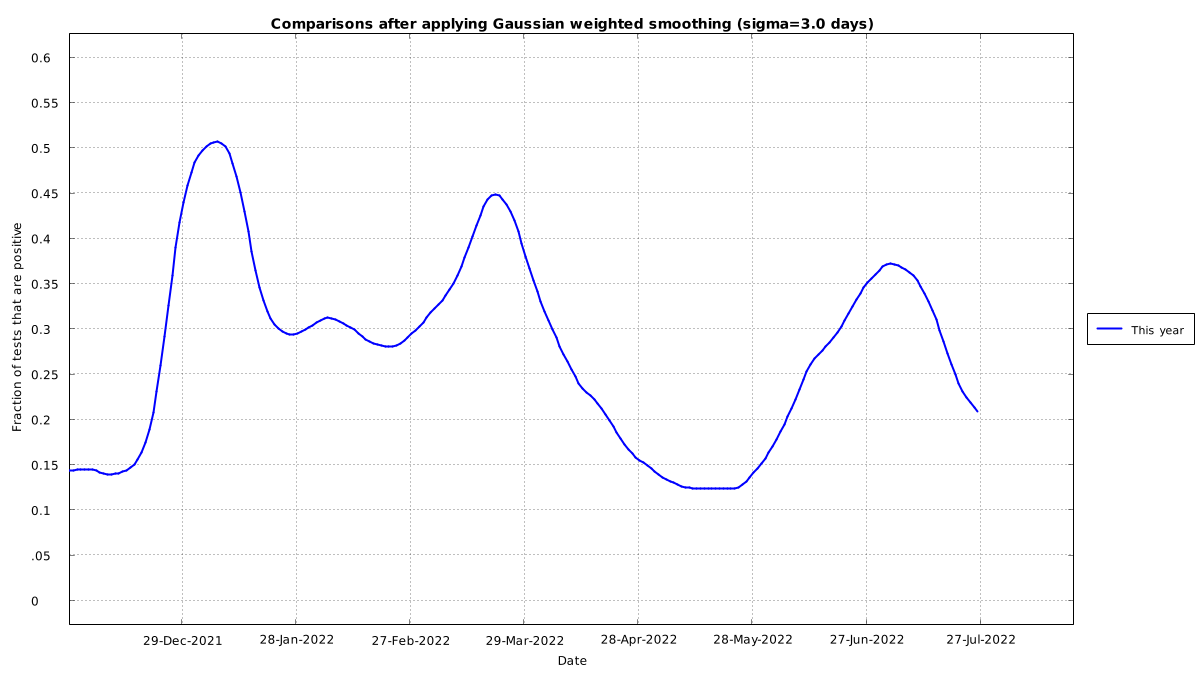 Comparisons after applying Gaussian weighted smoothing (sigma=3.0 days)
0.6
0.55
0.5
0.45
0.4
0.35
0.3
0.25
0.2
0.15
0.1
.05
0
Fraction of tests that are positive
29-Dec-2021 28-Jan-2022 27-Feb-2022 29-Mar-2022 28-Apr-2022 28-May-2022 27-Jun-2022 27-Jul-2022
Date
This year